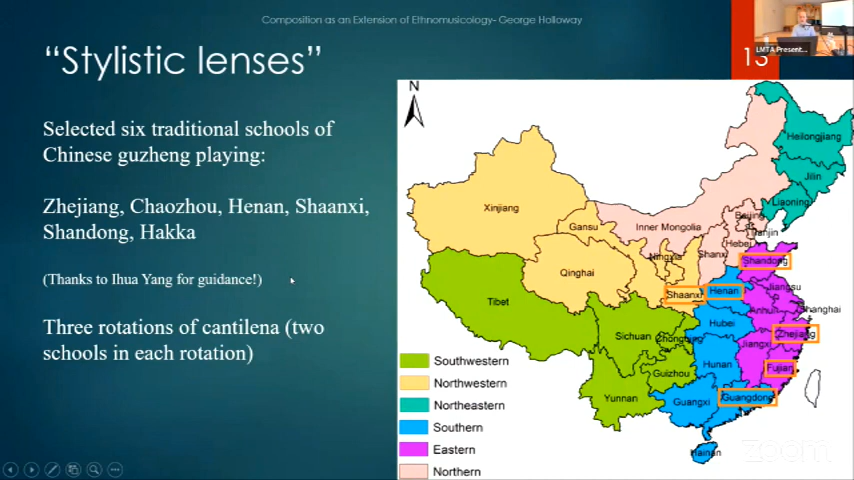 Composition as an Extension of Ethnomusicology- George Holloway
13
LMTA Present...
“Stylistic lenses”
Selected six traditional schools of
Chinese guzheng playing:
Zhejiang, Chaozhou, Henan, Shaanxi,
Shandong, Hakka
(Thanks to Ihua Yang for guidance!)
Three rotations of cantilena (two
schools in each rotation)
N
Heilongjiang
Jilin
Liaoning
Xinjiang
Gansu
Inner Mongolia
Beijing
Tianjin
Hebei
Ningxia
Shanxi
Shandong
Qinghai
Shaanxi
Henan
Jiangsu
Tibet
Anhui
Shanghai
Hubei
Sichuan
Chongqing
Zhejiang
Hunan
Jiangxi
Guizhou
Fujian
Yunnan
Guangxi
Guangdong
Hainan
Southwestern
Northwestern
Northeastern
Southern
Eastern
Northern
zoom